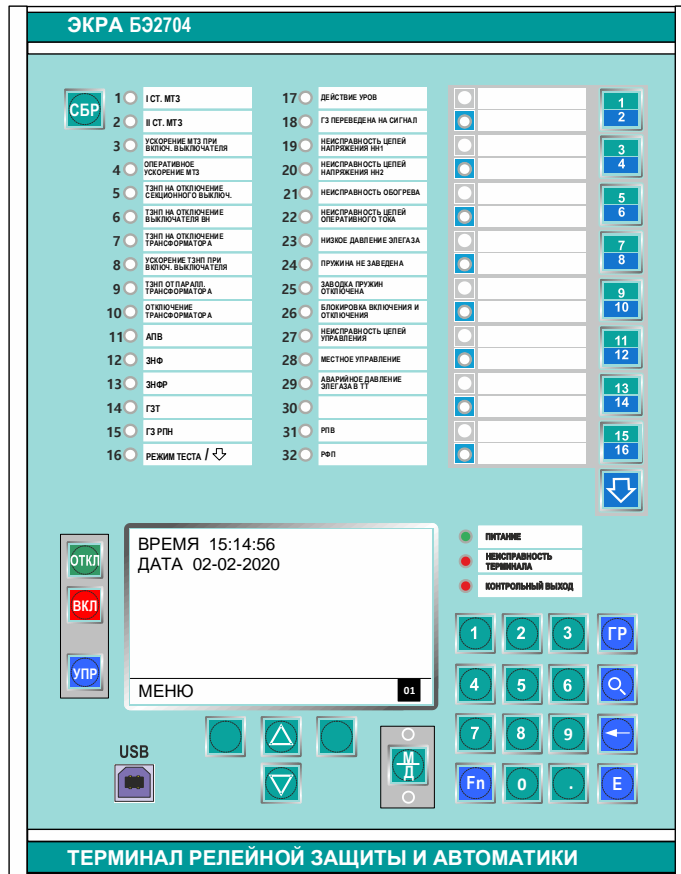 ЭКРА БЭ2704
СБР
1 I СТ. МТЗ
2 II СТ. МТЗ
3 УСКОРЕНИЕ МТЗ ПРИ
ВКЛЮЧ. ВЫКЛЮЧАТЕЛЯ
4 ОПЕРАТИВНОЕ
УСКОРЕНИЕ МТЗ
5 ТЗНП НА ОТКЛЮЧЕНИЕ
СЕКЦИОННОГО ВЫКЛЮЧ.
6 ТЗНП НА ОТКЛЮЧЕНИЕ
ВЫКЛЮЧАТЕЛЯ ВН
7 ТЗНП НА ОТКЛЮЧЕНИЕ
ТРАНСФОРМАТОРА
8 УСКОРЕНИЕ ТЗНП ПРИ
ВКЛЮЧ. ВЫКЛЮЧАТЕЛЯ
9 ТЗНП ОТ ПАРАЛЛ.
ТРАНСФОРМАТОРА
10 ОТКЛЮЧЕНИЕ
ТРАНСФОРМАТОРА
11 АПВ
12 ЗНФ
13 ЗНФР
14 ГЗТ
15 ГЗ РПН
16 РЕЖИМ ТЕСТА /
17 ДЕЙСТВИЕ УРОВ
18 ГЗ ПЕРЕВЕДЕНА НА СИГНАЛ
19 НЕИСПРАВНОСТЬ ЦЕПЕЙ
НАПРЯЖЕНИЯ НН1
20 НЕИСПРАВНОСТЬ ЦЕПЕЙ
НАПРЯЖЕНИЯ НН2
21 НЕИСПРАВНОСТЬ ОБОГРЕВА
22 НЕИСПРАВНОСТЬ ЦЕПЕЙ
ОПЕРАТИВНОГО ТОКА
23 НИЗКОЕ ДАВЛЕНИЕ ЭЛЕГАЗА
24 ПРУЖИНА НЕ ЗАВЕДЕНА
25 ЗАВОДКА ПРУЖИН
ОТКЛЮЧЕНА
26 БЛОКИРОВКА ВКЛЮЧЕНИЯ И
ОТКЛЮЧЕНИЯ
27 НЕИСПРАВНОСТЬ ЦЕПЕЙ
УПРАВЛЕНИЯ
28 МЕСТНОЕ УПРАВЛЕНИЕ
29 АВАРИЙНОЕ ДАВЛЕНИЕ
ЭЛЕГАЗА В ТТ
30
31 РПВ
32 РФП
1
2
3
4
5
6
7
8
9
10
11
12
13
14
15
16
ОТКЛ
ВКЛ
УПР
ВРЕМЯ 15:14:56
ДАТА 02-02-2020
МЕНЮ 01
ПИТАНИЕ
НЕИСПРАВНОСТЬ
ТЕРМИНАЛА
КОНТРОЛЬНЫЙ ВЫХОД
1 2 3 ГР
4 5 6
7 8 9
Fn 0 . E
USB
М
Д
ТЕРМИНАЛ РЕЛЕЙНОЙ ЗАЩИТЫ И АВТОМАТИКИ